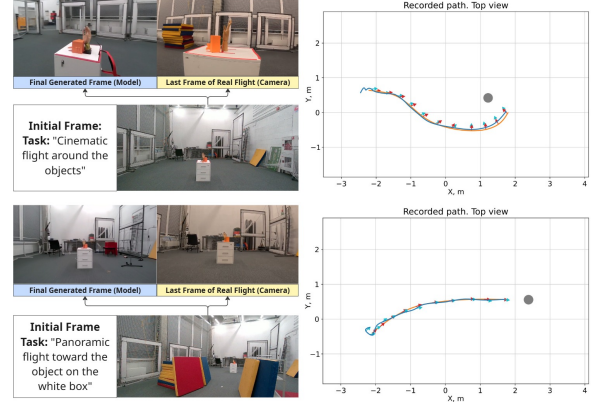 Final Generated Frame (Model)
Last Frame of Real Flight (Camera)
Initial Frame:
Task: "Cinematic
flight around the
objects"
Recorded path. Top view
Y, m
2
1
0
−1
−3
−2
−1
0
1
2
3
4
X, m
Final Generated Frame (Model)
Last Frame of Real Flight (Camera)
Initial Frame
Task: "Panoramic
flight toward the
object on the
white box"
Recorded path. Top view
Y, m
2
1
0
−1
−3
−2
−1
0
1
2
3
4
X, m